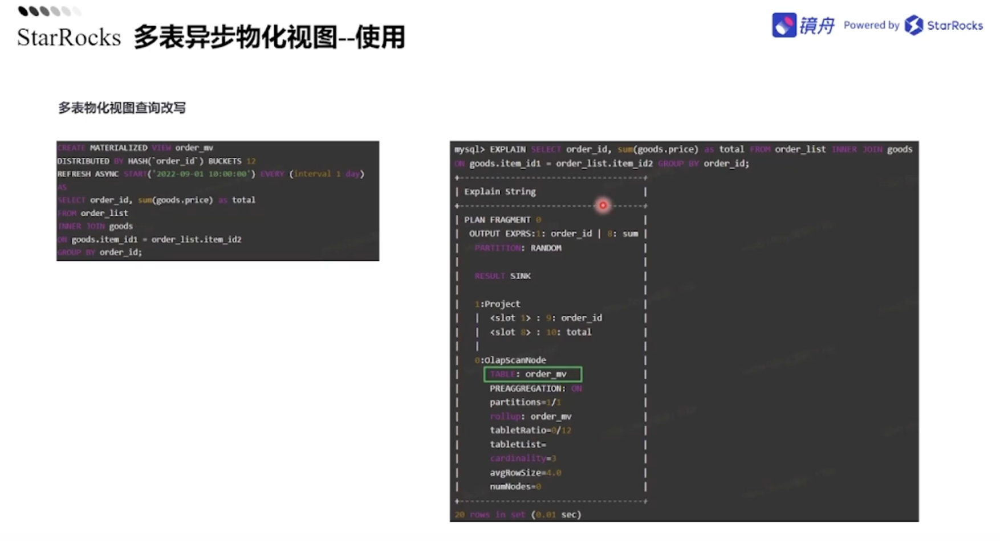 StarRocks 多表异步物化视图--使用
镜舟 Powered by StarRocks
多表物化视图查询改写
CREATE MATERIALIZED VIEW order_mv
DISTRIBUTED BY HASH(`order_id`) BUCKETS 12
REFRESH ASYNC START('2022-09-01 10:00:00') EVERY (interval 1 day)
AS
SELECT order_id, sum(goods.price) as total
FROM order_list
INNER JOIN goods
ON goods.item_id1 = order_list.item_id2
GROUP BY order_id;
mysql> EXPLAIN SELECT order_id, sum(goods.price) as total FROM order_list INNER JOIN goods
ON goods.item_id1 = order_list.item_id2 GROUP BY order_id;
+------------------------------------+
| Explain String                     |
+------------------------------------+
| PLAN FRAGMENT 0                    |
|  OUTPUT EXPRS:1: order_id | 8: sum |
|   PARTITION: RANDOM                |
|                                    |
|   RESULT SINK                      |
|                                    |
|   1:Project                        |
|   |  <slot 1> : 9: order_id        |
|   |  <slot 8> : 10: total          |
|   |                                |
|   0:OlapScanNode                   |
|      TABLE: order_mv               |
|      PREAGGREGATION: ON            |
|      partitions=1/1                |
|      rollup: order_mv              |
|      tabletRatio=0/12              |
|      tabletList=                   |
|      cardinality=3                 |
|      avgRowSize=4.0                |
|      numNodes=0                    |
+------------------------------------+
20 rows in set (0.01 sec)